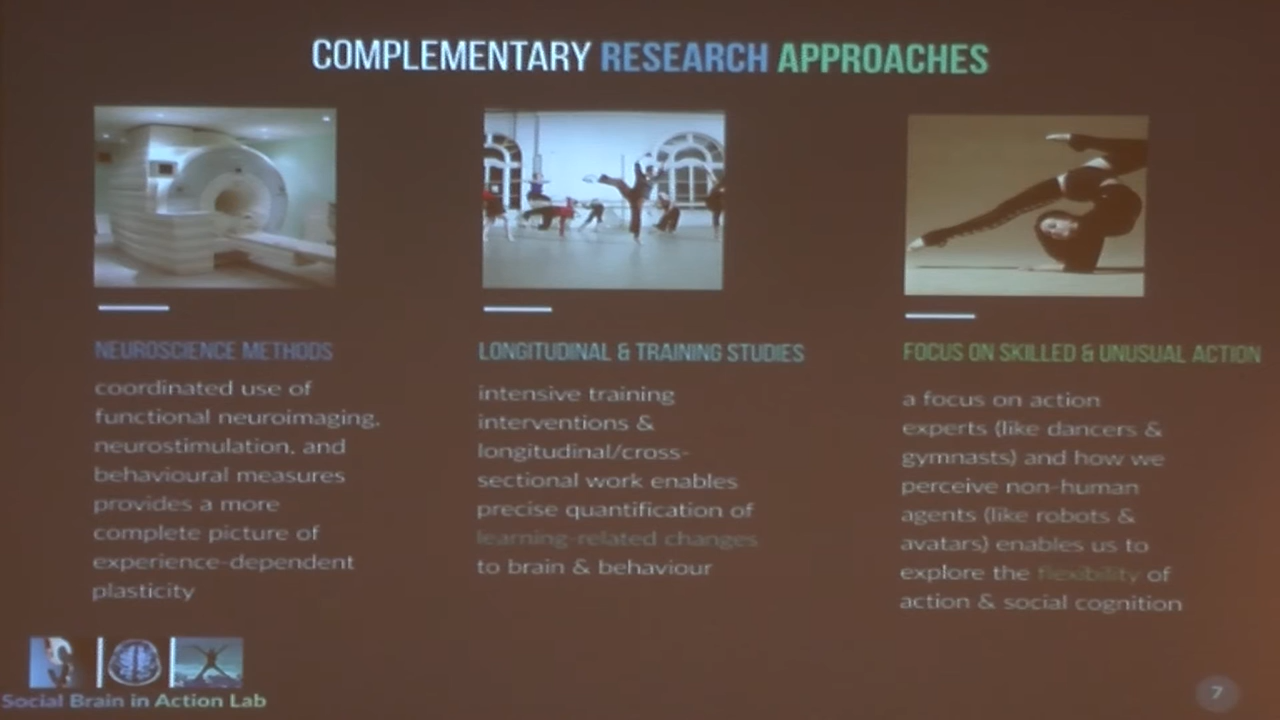 COMPLEMENTARY RESEARCH APPROACHES
NEUROSCIENCE METHODS
coordinated use of
functional neuroimaging,
neurostimulation, and
behavioural measures
provides a more
complete picture of
experience-dependent
plasticity
LONGITUDINAL & TRAINING STUDIES
intensive training
interventions &
longitudinal/cross-
sectional work enables
precise quantification of
learning-related changes
to brain & behaviour
FOCUS ON SKILLED & UNUSUAL ACTION
a focus on action
experts (like dancers &
gymnasts) and how we
perceive non-human
agents (like robots &
avatars) enables us to
explore the flexibility of
action & social cognition
Social Brain in Action Lab
7